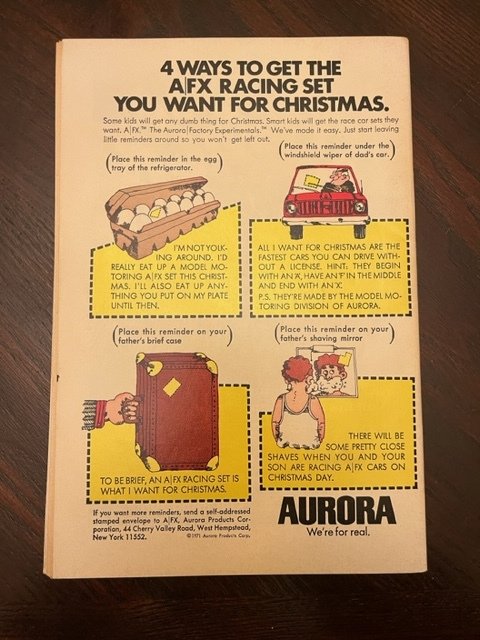 4 WAYS TO GET THE
A|FX RACING SET
YOU WANT FOR CHRISTMAS.
Some kids will get any dumb thing for Christmas. Smart kids will get the race car sets they
want. A|FX.™ The Aurora|Factory Experimentals.™ We've made it easy. Just start leaving
little reminders around so you won't get left out.
(Place this reminder in the egg
tray of the refrigerator.)
I'M NOT YOLK-
ING AROUND. I'D
REALLY EAT UP A MODEL MO-
TORING A|FX SET THIS CHRIST-
MAS. I'LL ALSO EAT UP ANY-
THING YOU PUT ON MY PLATE
UNTIL THEN.
(Place this reminder under the
windshield wiper of dad's car.)
ALL I WANT FOR CHRISTMAS ARE THE
FASTEST CARS YOU CAN DRIVE WITH-
OUT A LICENSE. HINT: THEY BEGIN
WITH AN 'A', HAVE AN 'F' IN THE MIDDLE
AND END WITH AN 'X'.
P.S. THEY'RE MADE BY THE MODEL MO-
TORING DIVISION OF AURORA.
(Place this reminder on your
father's brief case)
TO BE BRIEF, AN A|FX RACING SET IS
WHAT I WANT FOR CHRISTMAS.
(Place this reminder on your
father's shaving mirror)
THERE WILL BE
SOME PRETTY CLOSE
SHAVES WHEN YOU AND YOUR
SON ARE RACING A|FX CARS ON
CHRISTMAS DAY.
If you want more reminders, send a self-addressed
stamped envelope to A|FX, Aurora Products Cor-
poration, 44 Cherry Valley Road, West Hempstead,
New York 11552.
©1971 Aurora Products Corp.
AURORA
We're for real.